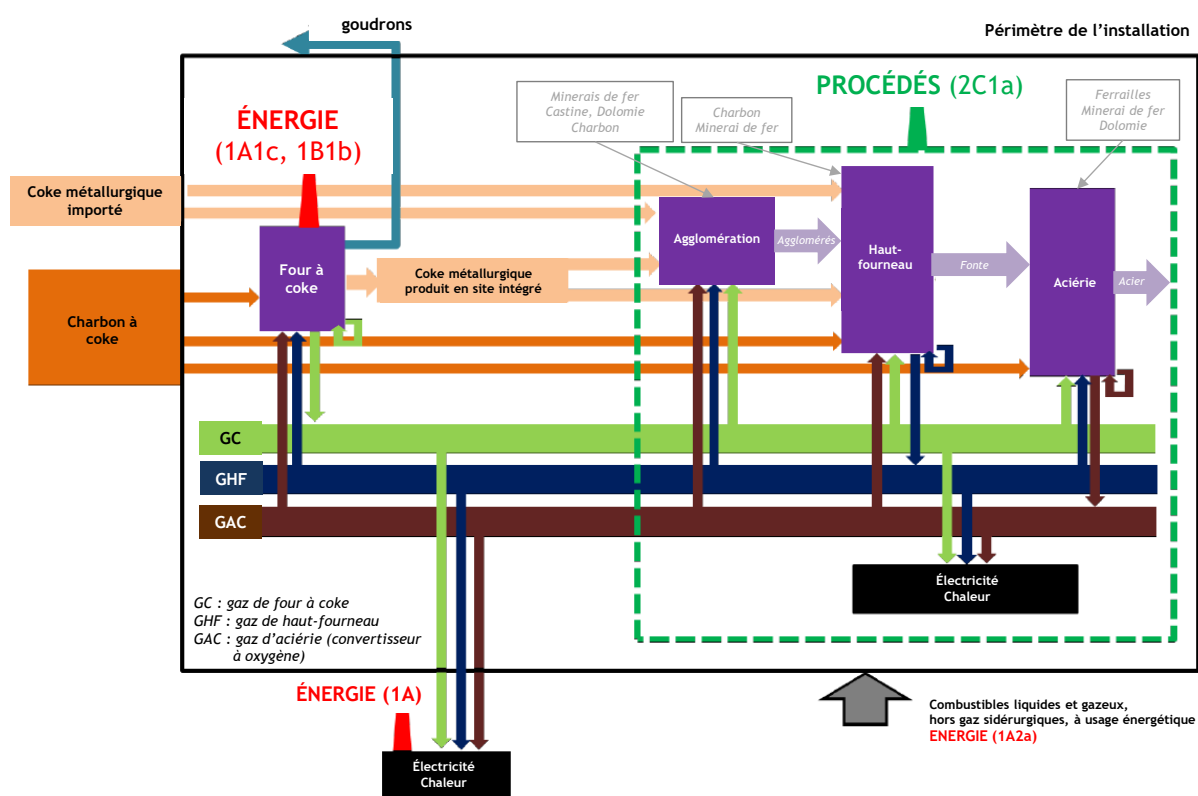 goudrons
Périmètre de l’installation
ÉNERGIE
(1A1c, 1B1b)
PROCÉDÉS (2C1a)
Minerais de fer
Castine, Dolomie
Charbon
Charbon
Minerai de fer
Ferrailles
Minerai de fer
Dolomie
Coke métallurgique
importé
Four à
coke
Coke métallurgique
produit en site intégré
Agglomération
Agglomérés
Haut-
fourneau
Fonte
Aciérie
Acier
Charbon à
coke
GC
GHF
GAC
Électricité
Chaleur
GC : gaz de four à coke
GHF : gaz de haut-fourneau
GAC : gaz d’aciérie (convertisseur
à oxygène)
ÉNERGIE (1A)
Électricité
Chaleur
Combustibles liquides et gazeux,
hors gaz sidérurgiques, à usage énergétique
ENERGIE (1A2a)